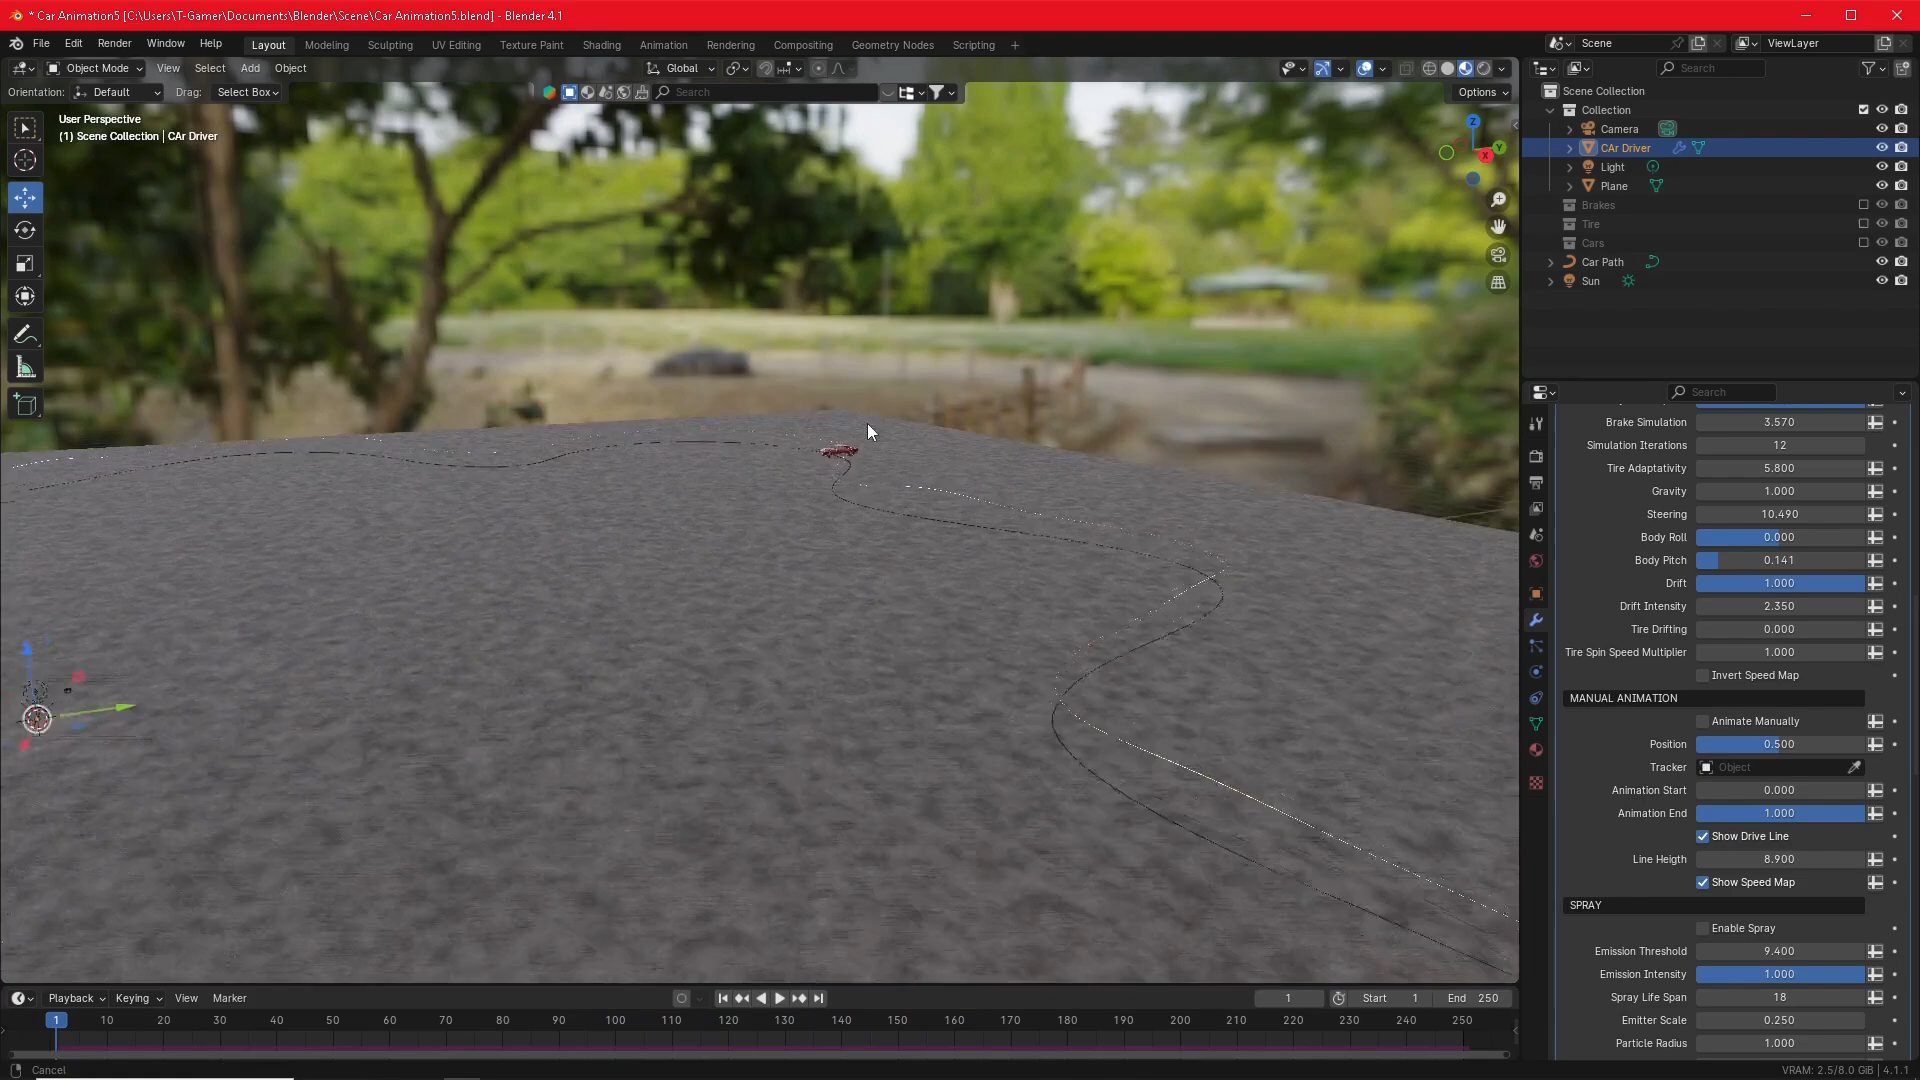 * Car Animation5 [C:\Users\T-Gamer\Documents\Blender\Scene\Car Animation5.blend] - Blender 4.1
File Edit Render Window Help Layout Modeling Sculpting UV Editing Texture Paint Shading Animation Rendering Compositing Geometry Nodes Scripting + Scene ViewLayer
Object Mode View Select Add Object Global Search
Orientation: Default Drag: Select Box Search Options
User Perspective
(1) Scene Collection | CAr Driver
Z
Y
X
Scene Collection
Collection
Camera
CAr Driver
Light
Plane
Brakes
Tire
Cars
Car Path
Sun
Search
Brake Simulation 3.570
Simulation Iterations 12
Tire Adaptativity 5.800
Gravity 1.000
Steering 10.490
Body Roll 0.000
Body Pitch 0.141
Drift 1.000
Drift Intensity 2.350
Tire Drifting 0.000
Tire Spin Speed Multiplier 1.000
Invert Speed Map
MANUAL ANIMATION
Animate Manually
Position 0.500
Tracker Object
Animation Start 0.000
Animation End 1.000
Show Drive Line
Line Heigth 8.900
Show Speed Map
SPRAY
Enable Spray
Emission Threshold 9.400
Emission Intensity 1.000
Spray Life Span 18
Emitter Scale 0.250
Particle Radius 1.000
Playback Keying View Marker 1 Start 1 End 250
1 10 20 30 40 50 60 70 80 90 100 110 120 130 140 150 160 170 180 190 200 210 220 230 240 250
Cancel VRAM: 2.5/8.0 GiB | 4.1.1